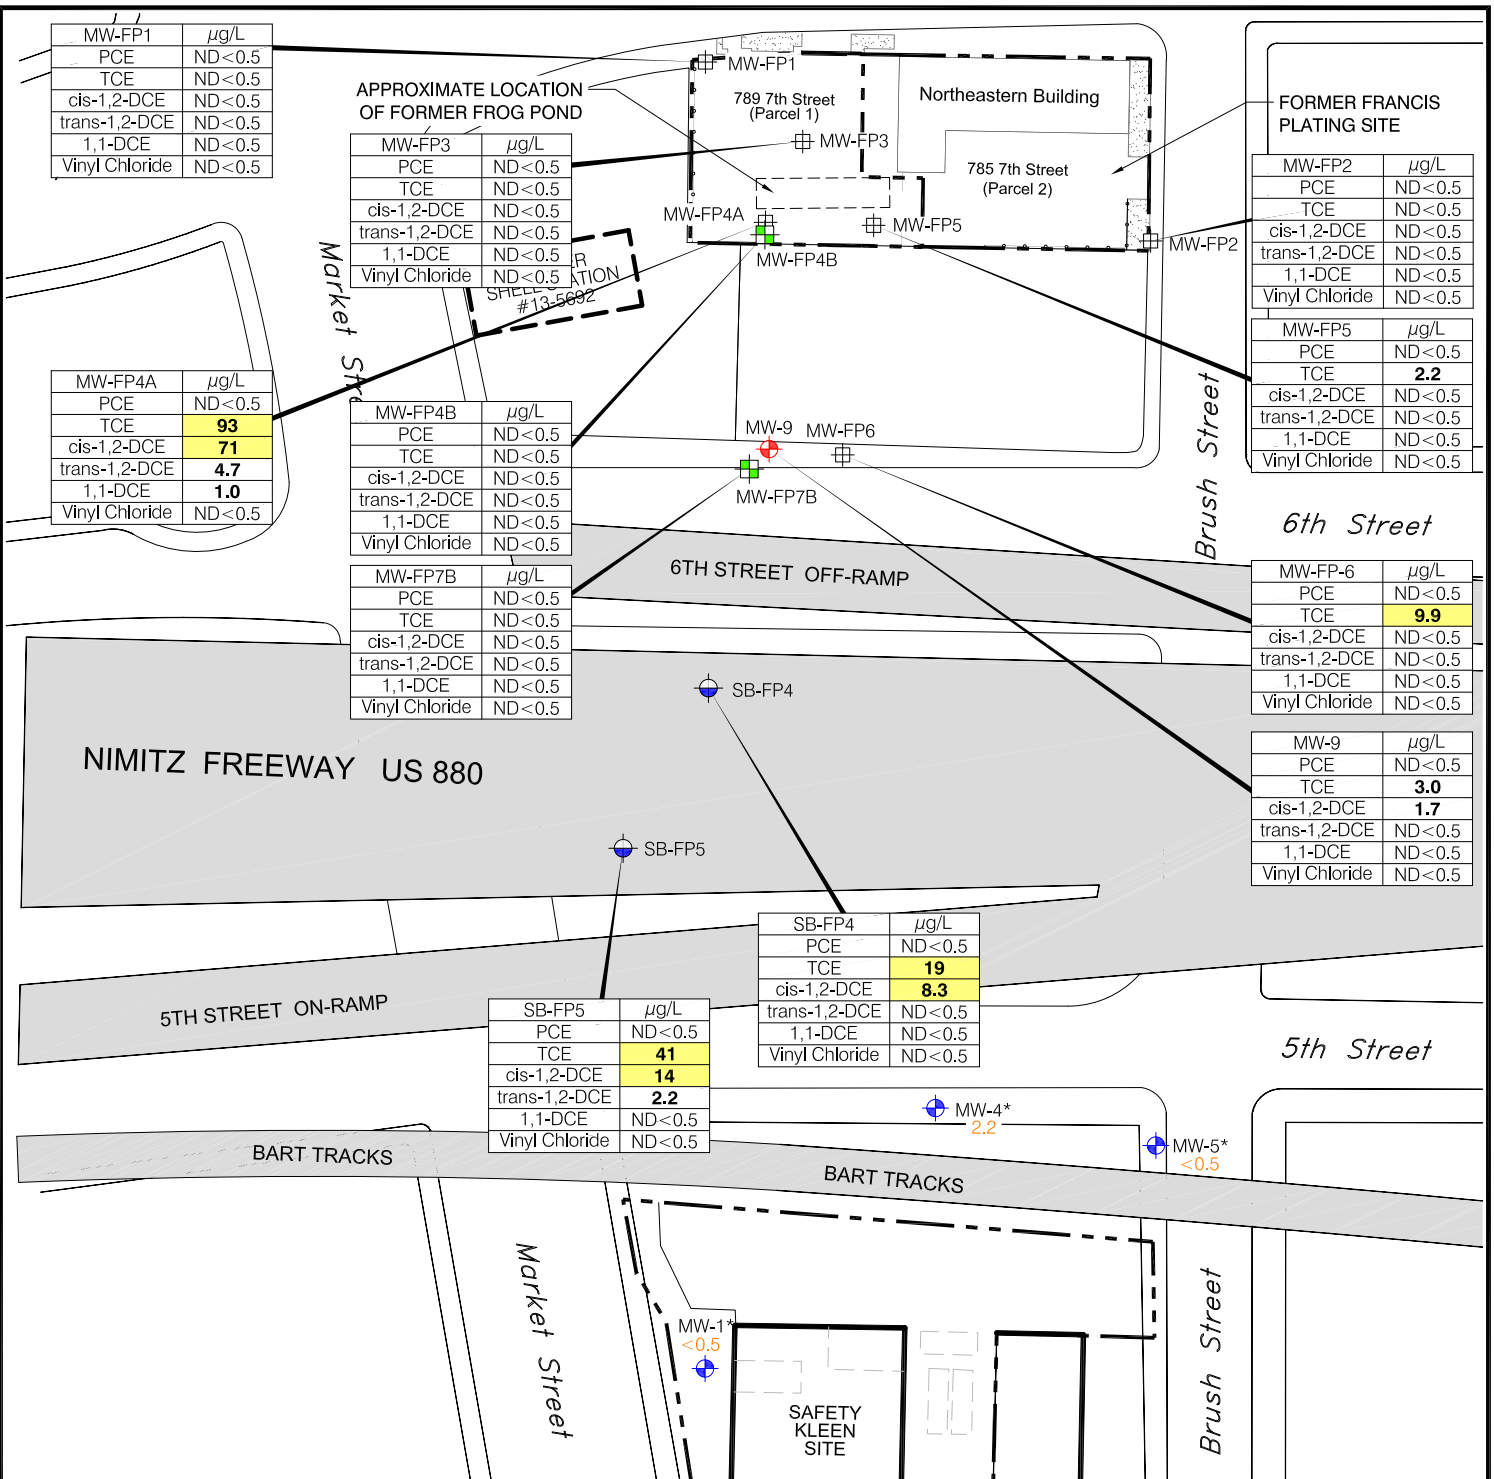 MW-FP1 µg/L
PCE ND<0.5
TCE ND<0.5
cis-1,2-DCE ND<0.5
trans-1,2-DCE ND<0.5
1,1-DCE ND<0.5
Vinyl Chloride ND<0.5
APPROXIMATE LOCATION
OF FORMER FROG POND
MW-FP1
789 7th Street
(Parcel 1)
Northeastern Building
FORMER FRANCIS
PLATING SITE
MW-FP3
785 7th Street
(Parcel 2)
MW-FP4A
MW-FP5
MW-FP4B
MW-FP2
MW-FP3 µg/L
PCE ND<0.5
TCE ND<0.5
cis-1,2-DCE ND<0.5
trans-1,2-DCE ND<0.5
1,1-DCE ND<0.5
Vinyl Chloride ND<0.5
MW-FP2 µg/L
PCE ND<0.5
TCE ND<0.5
cis-1,2-DCE ND<0.5
trans-1,2-DCE ND<0.5
1,1-DCE ND<0.5
Vinyl Chloride ND<0.5
#13-5692
Market
MW-FP5 µg/L
PCE ND<0.5
TCE 2.2
cis-1,2-DCE ND<0.5
trans-1,2-DCE ND<0.5
1,1-DCE ND<0.5
Vinyl Chloride ND<0.5
MW-FP4A µg/L
PCE ND<0.5
TCE 93
cis-1,2-DCE 71
trans-1,2-DCE 4.7
1,1-DCE 1.0
Vinyl Chloride ND<0.5
MW-FP4B µg/L
PCE ND<0.5
TCE ND<0.5
cis-1,2-DCE ND<0.5
trans-1,2-DCE ND<0.5
1,1-DCE ND<0.5
Vinyl Chloride ND<0.5
MW-9
MW-FP6
MW-FP7B
Brush Street
6th Street
6TH STREET OFF-RAMP
MW-FP7B µg/L
PCE ND<0.5
TCE ND<0.5
cis-1,2-DCE ND<0.5
trans-1,2-DCE ND<0.5
1,1-DCE ND<0.5
Vinyl Chloride ND<0.5
MW-FP-6 µg/L
PCE ND<0.5
TCE 9.9
cis-1,2-DCE ND<0.5
trans-1,2-DCE ND<0.5
1,1-DCE ND<0.5
Vinyl Chloride ND<0.5
SB-FP4
NIMITZ FREEWAY US 880
MW-9 µg/L
PCE ND<0.5
TCE 3.0
cis-1,2-DCE 1.7
trans-1,2-DCE ND<0.5
1,1-DCE ND<0.5
Vinyl Chloride ND<0.5
SB-FP5
SB-FP4 µg/L
PCE ND<0.5
TCE 19
cis-1,2-DCE 8.3
trans-1,2-DCE ND<0.5
1,1-DCE ND<0.5
Vinyl Chloride ND<0.5
5TH STREET ON-RAMP
SB-FP5 µg/L
PCE ND<0.5
TCE 41
cis-1,2-DCE 14
trans-1,2-DCE 2.2
1,1-DCE ND<0.5
Vinyl Chloride ND<0.5
5th Street
MW-4*
2.2
MW-5*
<0.5
BART TRACKS
BART TRACKS
Market Street
Brush Street
MW-1*
<0.5
SAFETY
KLEEN
SITE